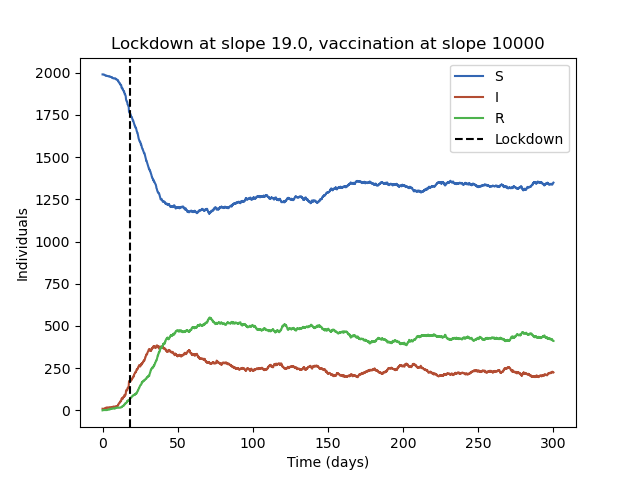 Lockdown at slope 19.0, vaccination at slope 10000
2000
1750
1500
1250
1000
750
500
250
0
Individuals
S
I
R
Lockdown
0 50 100 150 200 250 300
Time (days)